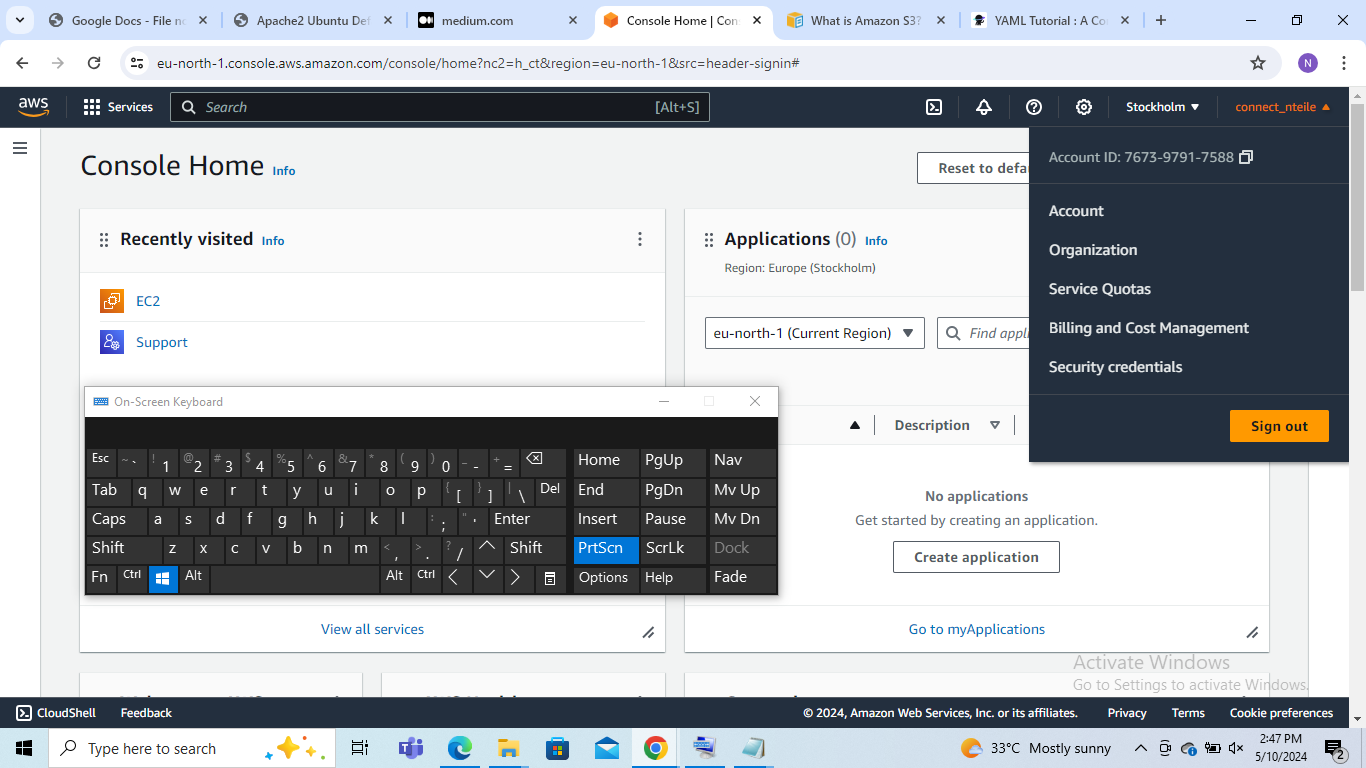 Google Docs - File no
Apache2 Ubuntu Def
medium.com
Console Home | Con
What is Amazon S3?
YAML Tutorial : A Co
eu-north-1.console.aws.amazon.com/console/home?nc2=h_ct&region=eu-north-1&src=header-signin#
N
aws
Services
Search [Alt+S]
Stockholm
connect_nteile
Console Home Info
Reset to defa
Account ID: 7673-9791-7588
Account
Organization
Service Quotas
Billing and Cost Management
Security credentials
Sign out
Recently visited Info
EC2
Support
View all services
Applications (0) Info
Region: Europe (Stockholm)
eu-north-1 (Current Region)
Find appl
Description
No applications
Get started by creating an application.
Create application
Go to myApplications
On-Screen Keyboard
Esc ~ ` ! 1 @ 2 # 3 $ 4 % 5 ^ 6 & 7 * 8 ( 9 ) 0 _ - + = Home PgUp Nav
Tab q w e r t y u i o p { [ } ] | \ Del End PgDn Mv Up
Caps a s d f g h j k l : ; " ' Enter Insert Pause Mv Dn
Shift z x c v b n m < , > . ? / Shift PrtScn ScrLk Dock
Fn Ctrl Alt Alt Ctrl Options Help Fade
Activate Windows
Go to Settings to activate Windows.
CloudShell
Feedback
© 2024, Amazon Web Services, Inc. or its affiliates.
Privacy
Terms
Cookie preferences
Type here to search
33°C Mostly sunny
2:47 PM
5/10/2024
2